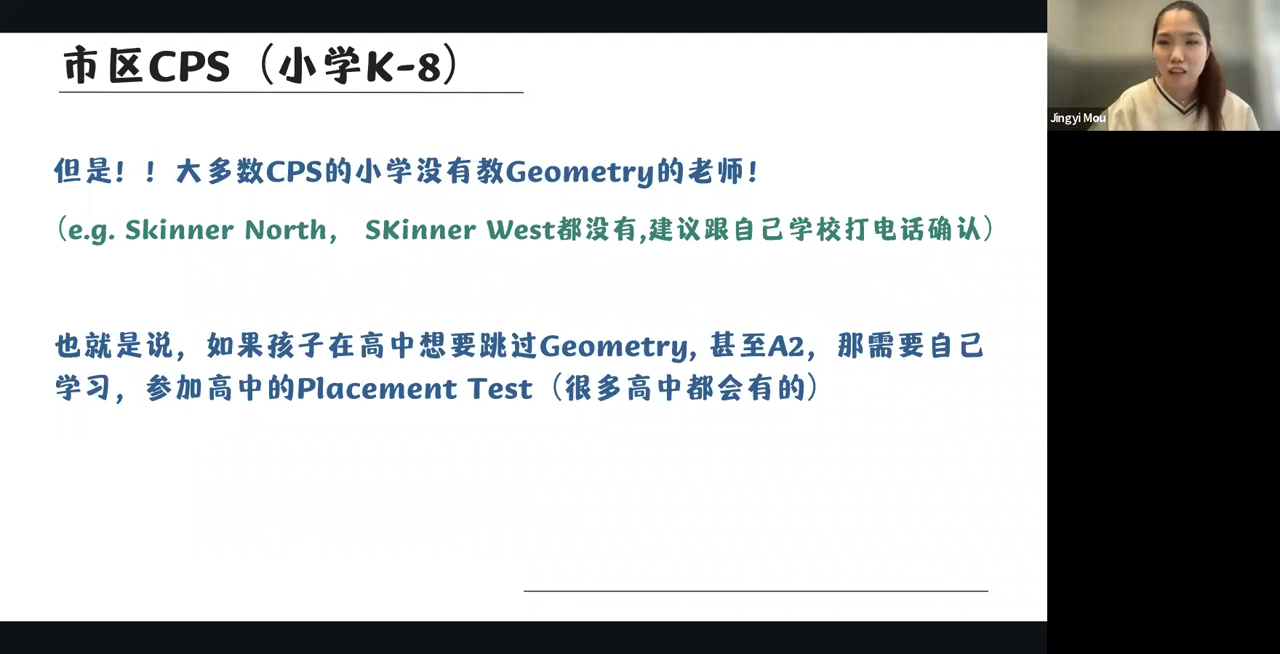 市区CPS（小学K-8）
但是！！大多数CPS的小学没有教Geometry的老师！
（e.g. Skinner North， SKinner West都没有,建议跟自己学校打电话确认）
也就是说，如果孩子在高中想要跳过Geometry, 甚至A2，那需要自己
学习，参加高中的Placement Test（很多高中都会有的）
Jingyi Mou